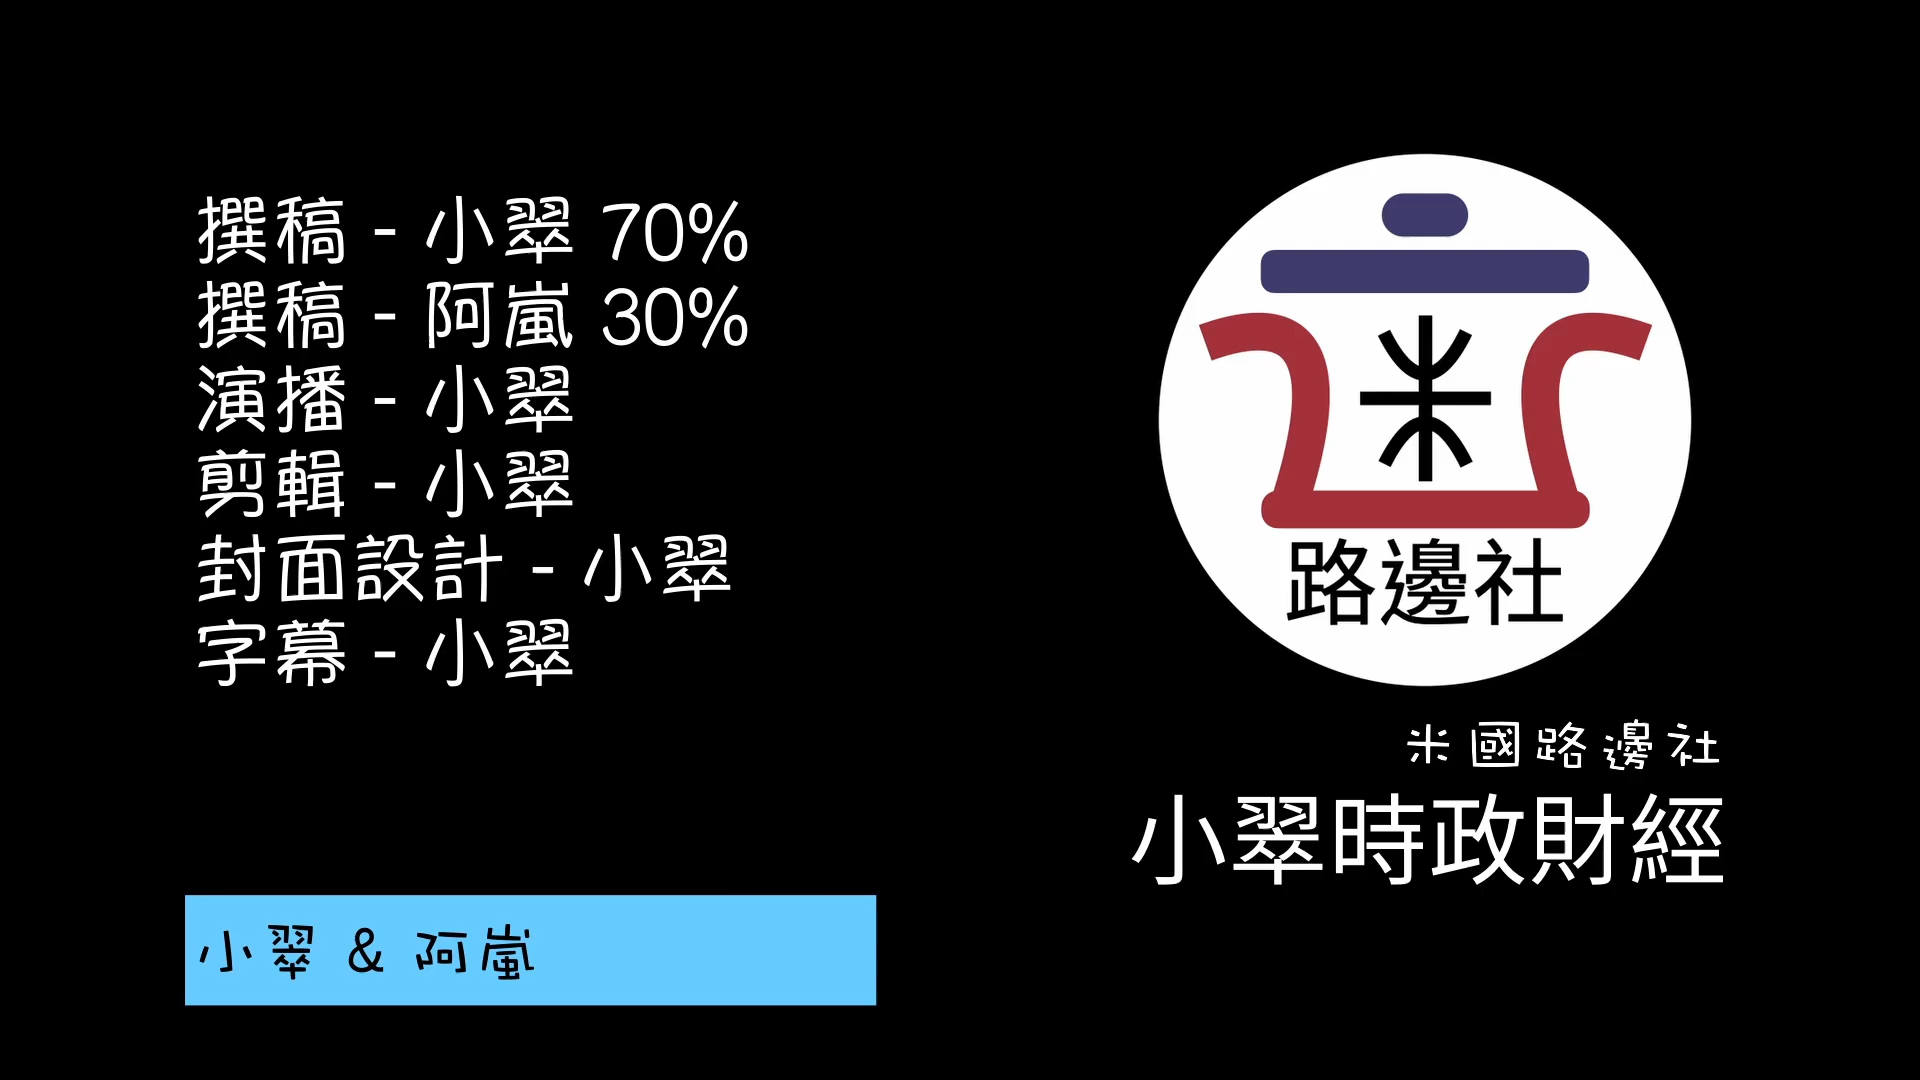 撰稿 - 小翠 70%
撰稿 - 阿嵐 30%
演播 - 小翠
剪輯 - 小翠
封面設計 - 小翠
字幕 - 小翠
小翠 & 阿嵐
米
路邊社
米國路邊社
小翠時政財經